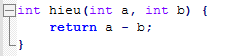 int hieu(int a, int b) {
    return a - b;
}